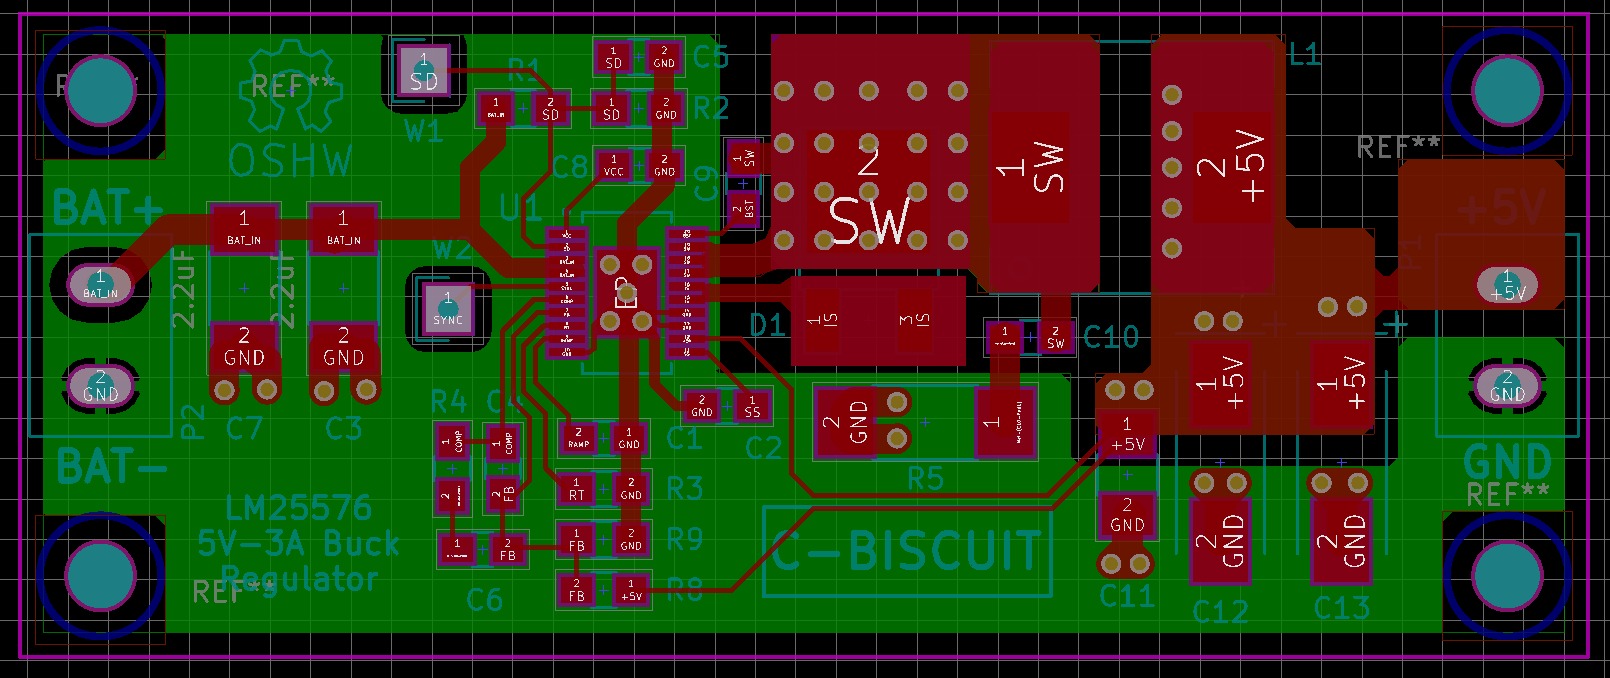 REF**
REF**
OSHW
BAT+
1
SD
W1
R1
1
BAT_IN
2
SD
1
SD
2
GND
C5
1
SD
2
GND
R2
C8
1
VCC
2
GND
C9
1
SW
2
BST
U1
EP
2
SW
1
SW
2
+5V
L1
REF**
+5V
P1
1
+5V
2
GND
GND
REF**
1
BAT_IN
1
BAT_IN
2.2uF
2.2uF
1
BAT_IN
2
GND
2
GND
2
GND
P2
C7
C3
BAT-
W2
1
SYNC
D1
1
IS
3
IS
1
2
SW
C10
1
+5V
1
+5V
R4
C4
1
COMP
1
COMP
2
2
FB
2
RAMP
1
GND
C1
2
GND
1
SS
C2
2
GND
1
R5
1
+5V
2
GND
C11
2
GND
C12
2
GND
C13
1
RT
2
GND
R3
1
FB
2
GND
R9
2
FB
1
+5V
R8
1
2
FB
C6
LM25576
5V-3A Buck
Regulator
REF**
C-BISCUIT